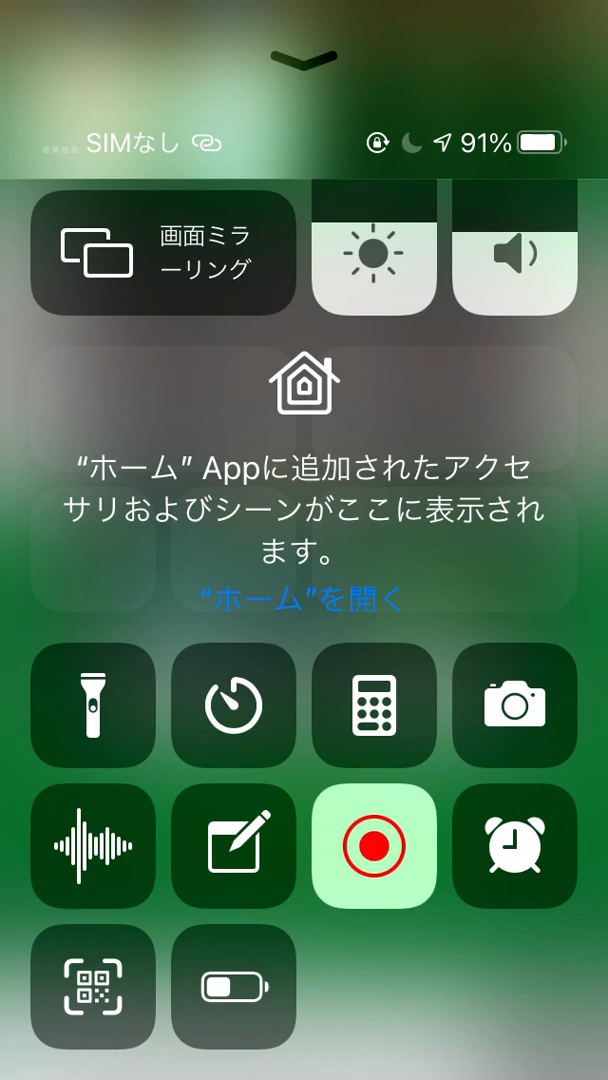 SIMなし
91%
画面ミラ
ーリング
“ホーム” Appに追加されたアクセ
サリおよびシーンがここに表示され
ます。
“ホーム”を開く